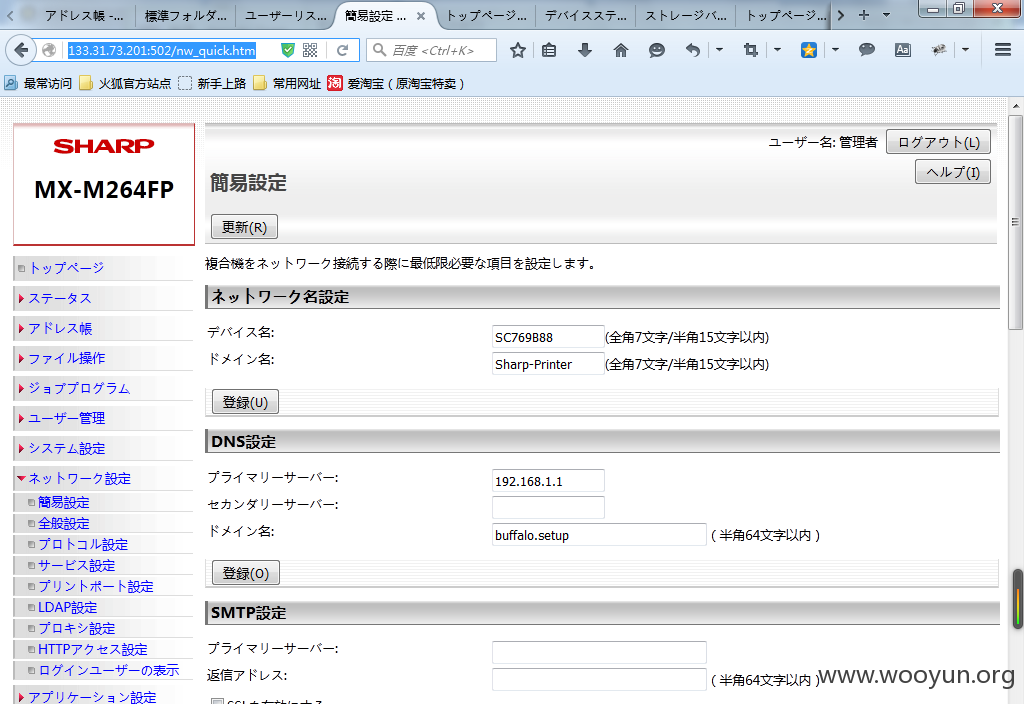 アドレス帳 -...
標準フォルダ...
ユーザーリス...
簡易設定 ...
トップページ...
デバイスステ...
ストレージバ...
トップページ...
133.31.73.201:502/nw_quick.htm
百度 <Ctrl+K>
最常访问
火狐官方站点
新手上路
常用网址
爱淘宝（原淘宝特卖）
SHARP
MX-M264FP
トップページ
ステータス
アドレス帳
ファイル操作
ジョブプログラム
ユーザー管理
システム設定
ネットワーク設定
簡易設定
全般設定
プロトコル設定
サービス設定
プリントポート設定
LDAP設定
プロキシ設定
HTTPアクセス設定
ログインユーザーの表示
アプリケーション設定
ユーザー名: 管理者
ログアウト(L)
ヘルプ(I)
簡易設定
更新(R)
複合機をネットワーク接続する際に最低限必要な項目を設定します。
ネットワーク名設定
デバイス名: SC769B88 (全角7文字/半角15文字以内)
ドメイン名: Sharp-Printer (全角7文字/半角15文字以内)
登録(U)
DNS設定
プライマリーサーバー: 192.168.1.1
セカンダリーサーバー:
ドメイン名: buffalo.setup ( 半角64文字以内 )
登録(O)
SMTP設定
プライマリーサーバー:
返信アドレス: ( 半角64文字以内 )
www.wooyun.org